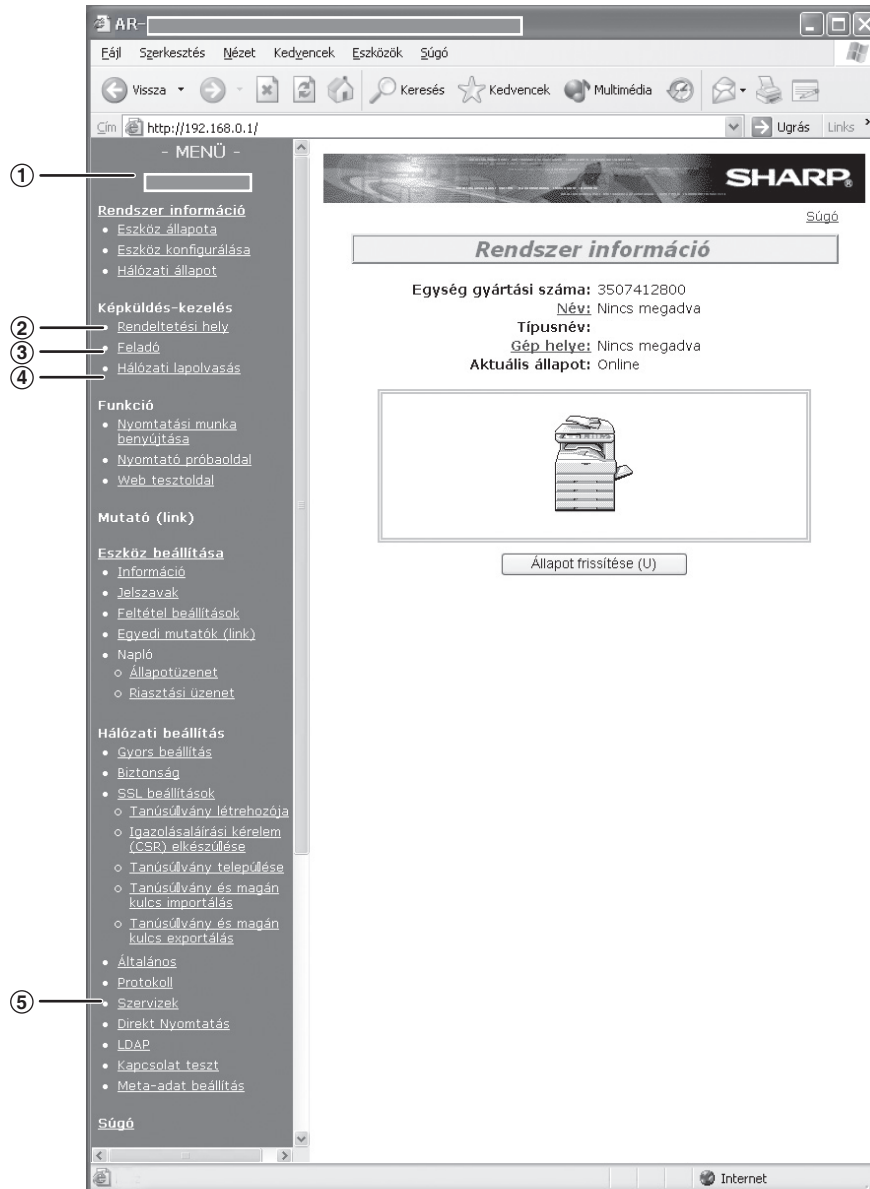 AR-
Fájl Szerkesztés Nézet Kedvencek Eszközök Súgó
Vissza Keresés Kedvencek Multimédia
Cím http://192.168.0.1/ Ugrás Links »
- MENÜ -
①
Rendszer információ
• Eszköz állapota
• Eszköz konfigurálása
• Hálózati állapot
Képküldés-kezelés
② • Rendeltetési hely
③ • Feladó
④ • Hálózati lapolvasás
Funkció
• Nyomtatási munka
benyújtása
• Nyomtató próbaoldal
• Web tesztoldal
Mutató (link)
Eszköz beállítása
• Információ
• Jelszavak
• Feltétel beállítások
• Egyedi mutatók (link)
• Napló
○ Állapotüzenet
○ Riasztási üzenet
Hálózati beállítás
• Gyors beállítás
• Biztonság
• SSL beállítások
○ Tanúsúlvány létrehozója
○ Igazolásaláírási kérelem
(CSR) elkészúlése
○ Tanúsúlvány telepúlése
○ Tanúsúlvány és magán
kulcs importálás
○ Tanúsúlvány és magán
kulcs exportálás
• Általános
• Protokoll
⑤ • Szervizek
• Direkt Nyomtatás
• LDAP
• Kapcsolat teszt
• Meta-adat beállítás
Súgó
SHARP®
Súgó
Rendszer információ
Egység gyártási száma: 3507412800
Név: Nincs megadva
Típusnév:
Gép helye: Nincs megadva
Aktuális állapot: Online
Állapot frissítése (U)
Internet